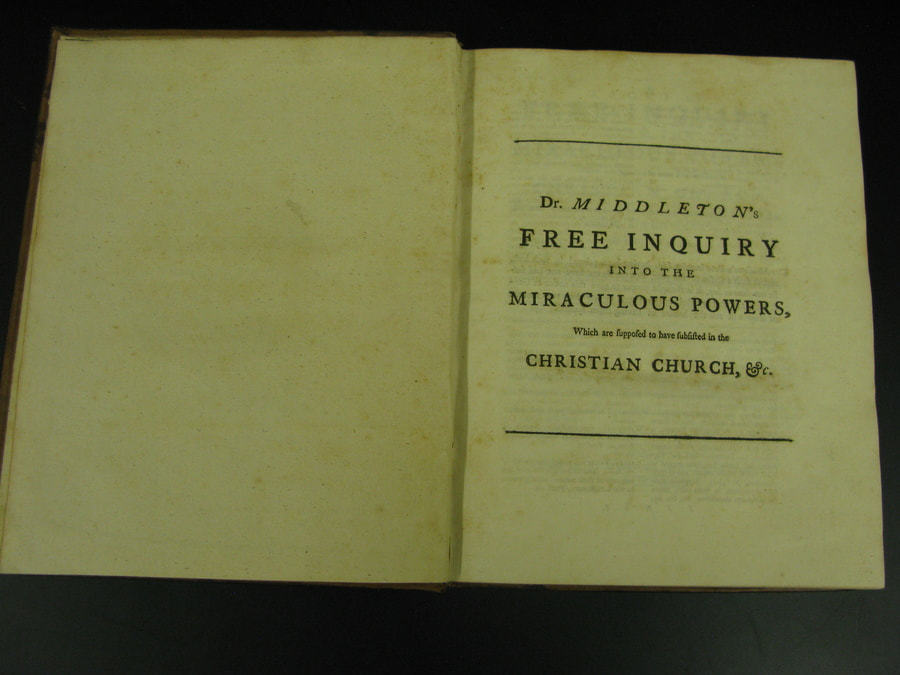 Dr. MIDDLETON's
FREE INQUIRY
INTO THE
MIRACULOUS POWERS,
Which are ſuppoſed to have ſubſiſted in the
CHRISTIAN CHURCH, &c.